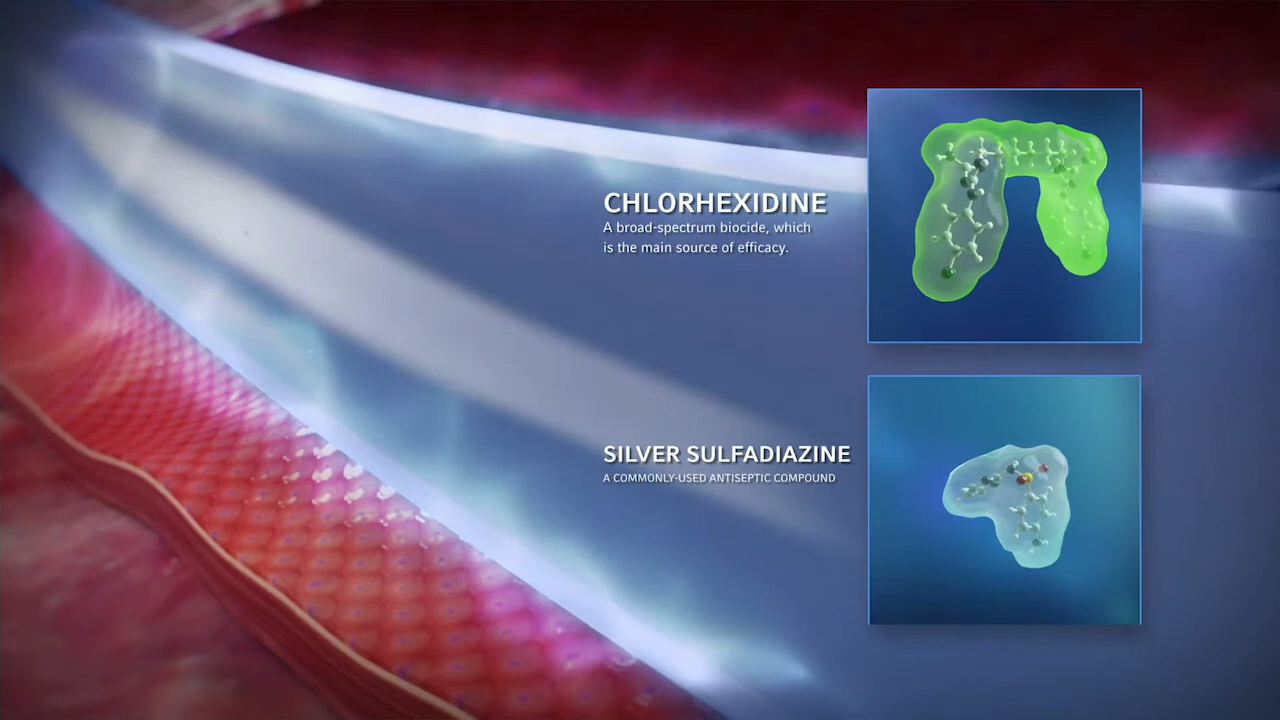 CHLORHEXIDINE
A broad-spectrum biocide, which
is the main source of efficacy.
SILVER SULFADIAZINE
A COMMONLY-USED ANTISEPTIC COMPOUND